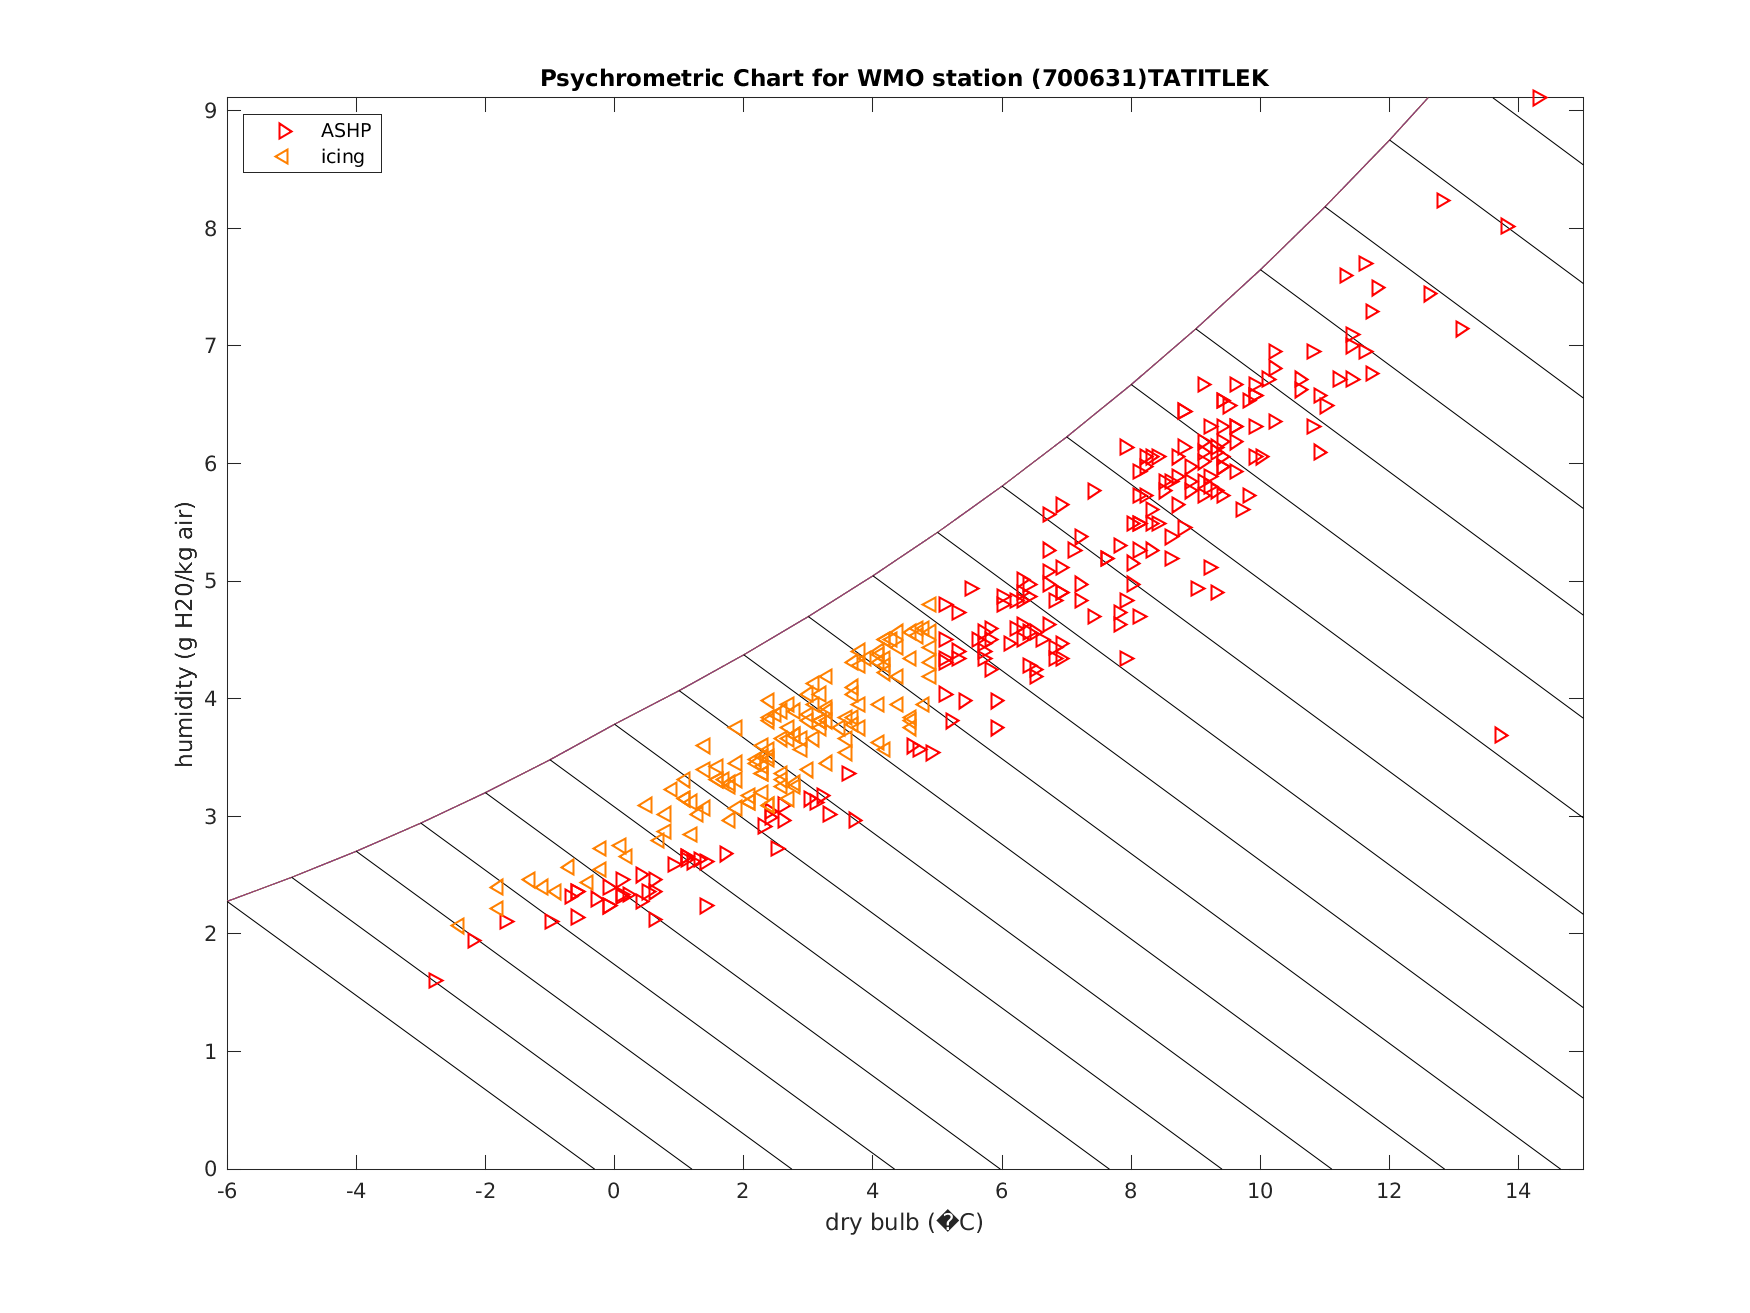 Psychrometric Chart for WMO station (700631)TATITLEK
ASHP
icing
humidity (g H20/kg air)
9
8
7
6
5
4
3
2
1
0
-6 -4 -2 0 2 4 6 8 10 12 14
dry bulb (�C)